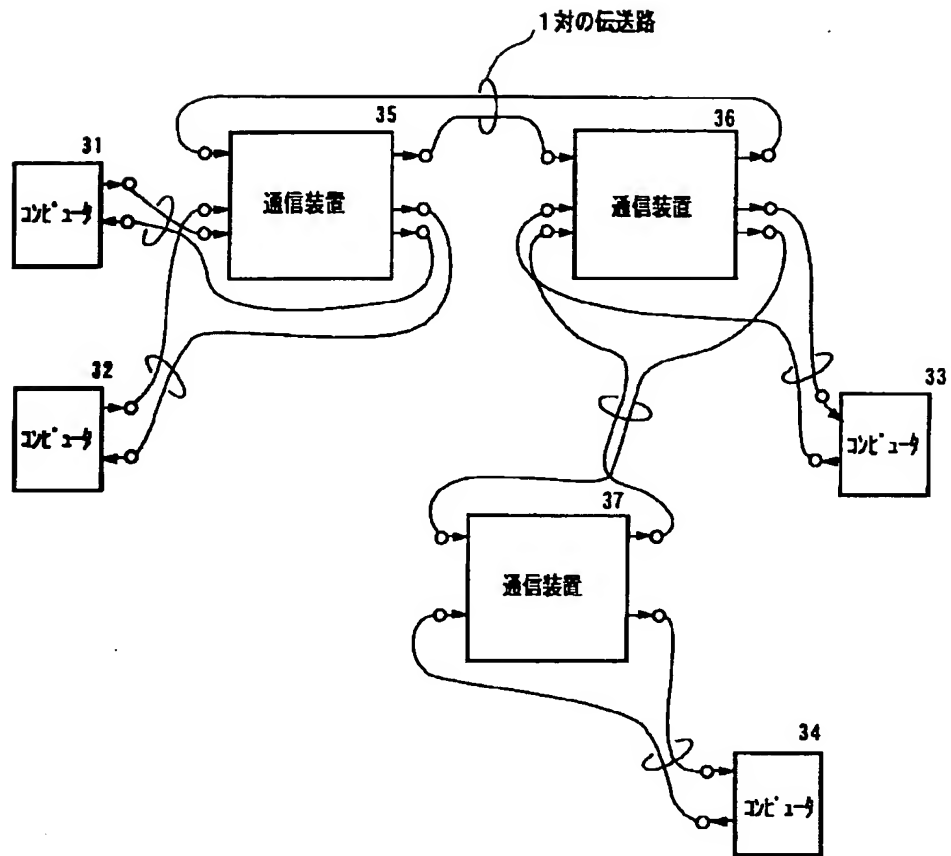 1対の伝送路
35
36
31
通信装置
通信装置
コンピュータ
32
33
コンピュータ
コンピュータ
37
通信装置
34
コンピュータ